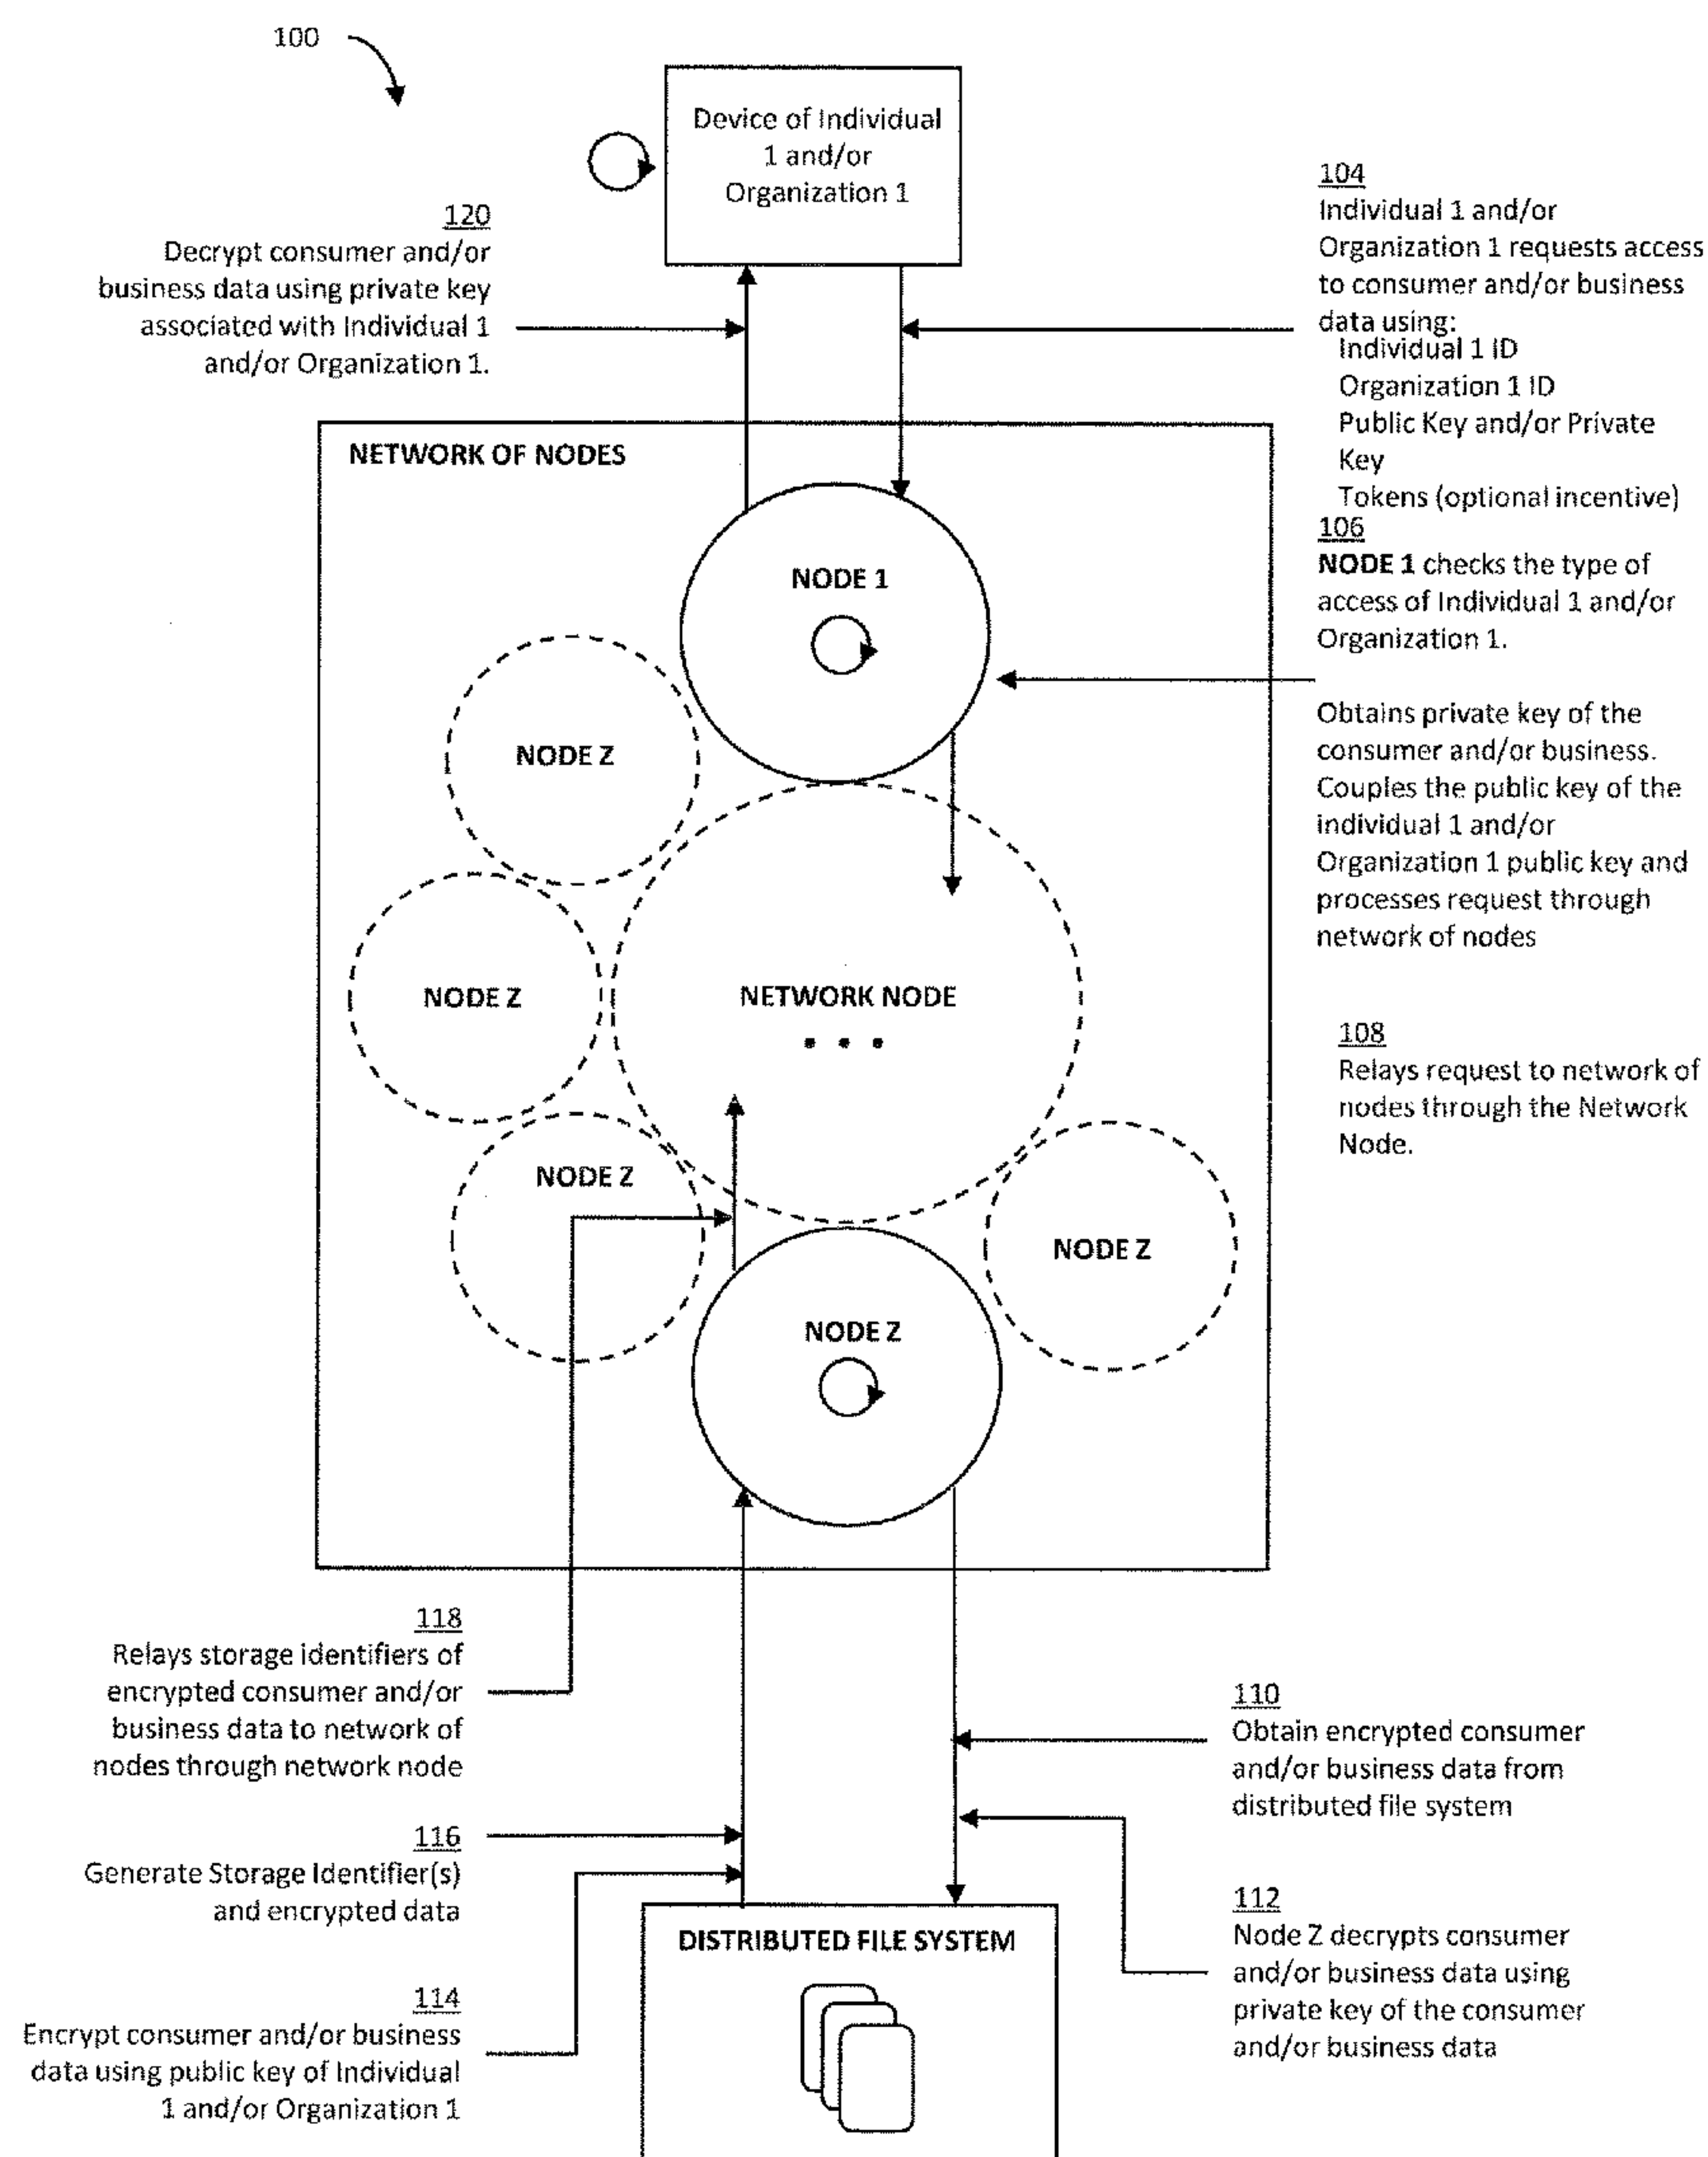 100
Device of Individual
1 and/or
Organization 1
120
Decrypt consumer and/or
business data using private key
associated with Individual 1
and/or Organization 1.
104
Individual 1 and/or
Organization 1 requests access
to consumer and/or business
data using:
Individual 1 ID
Organization 1 ID
Public Key and/or Private
Key
Tokens (optional incentive)
106
NODE 1 checks the type of
access of Individual 1 and/or
Organization 1.
Obtains private key of the
consumer and/or business.
Couples the public key of the
individual 1 and/or
Organization 1 public key and
processes request through
network of nodes
108
Relays request to network of
nodes through the Network
Node.
NETWORK OF NODES
NODE 1
NODE Z
NODE Z
NETWORK NODE
NODE Z
NODE Z
NODE Z
118
Relays storage identifiers of
encrypted consumer and/or
business data to network of
nodes through network node
116
Generate Storage Identifier(s)
and encrypted data
114
Encrypt consumer and/or business
data using public key of Individual
1 and/or Organization 1
110
Obtain encrypted consumer
and/or business data from
distributed file system
112
Node Z decrypts consumer
and/or business data using
private key of the consumer
and/or business data
DISTRIBUTED FILE SYSTEM